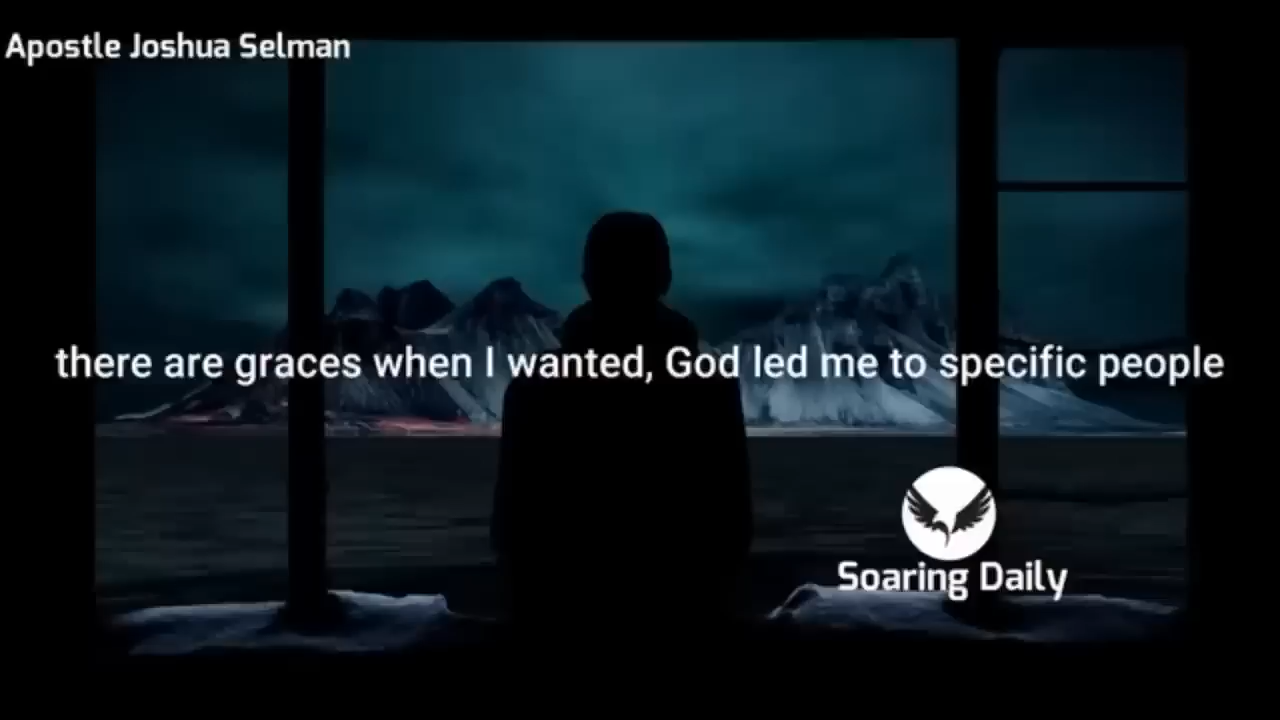 Apostle Joshua Selman
there are graces when I wanted, God led me to specific people
Soaring Daily